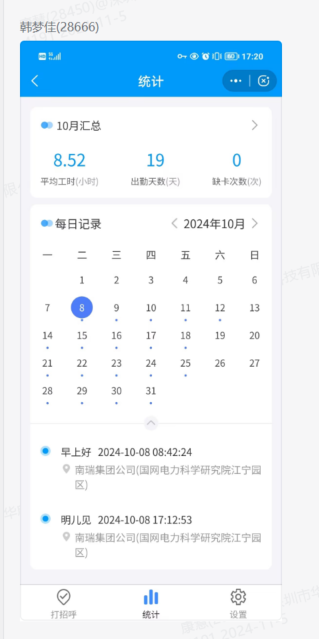 韩梦佳(28666)
17:20
统计
10月汇总
8.52 19 0
平均工时(小时) 出勤天数(天) 缺卡次数(次)
每日记录 2024年10月
一 二 三 四 五 六 日
1 2 3 4 5 6
7 8 9 10 11 12 13
14 15 16 17 18 19 20
21 22 23 24 25 26 27
28 29 30 31
早上好 2024-10-08 08:42:24
南瑞集团公司(国网电力科学研究院江宁园
区)
明儿见 2024-10-08 17:12:53
南瑞集团公司(国网电力科学研究院江宁园
区)
打招呼 统计 设置